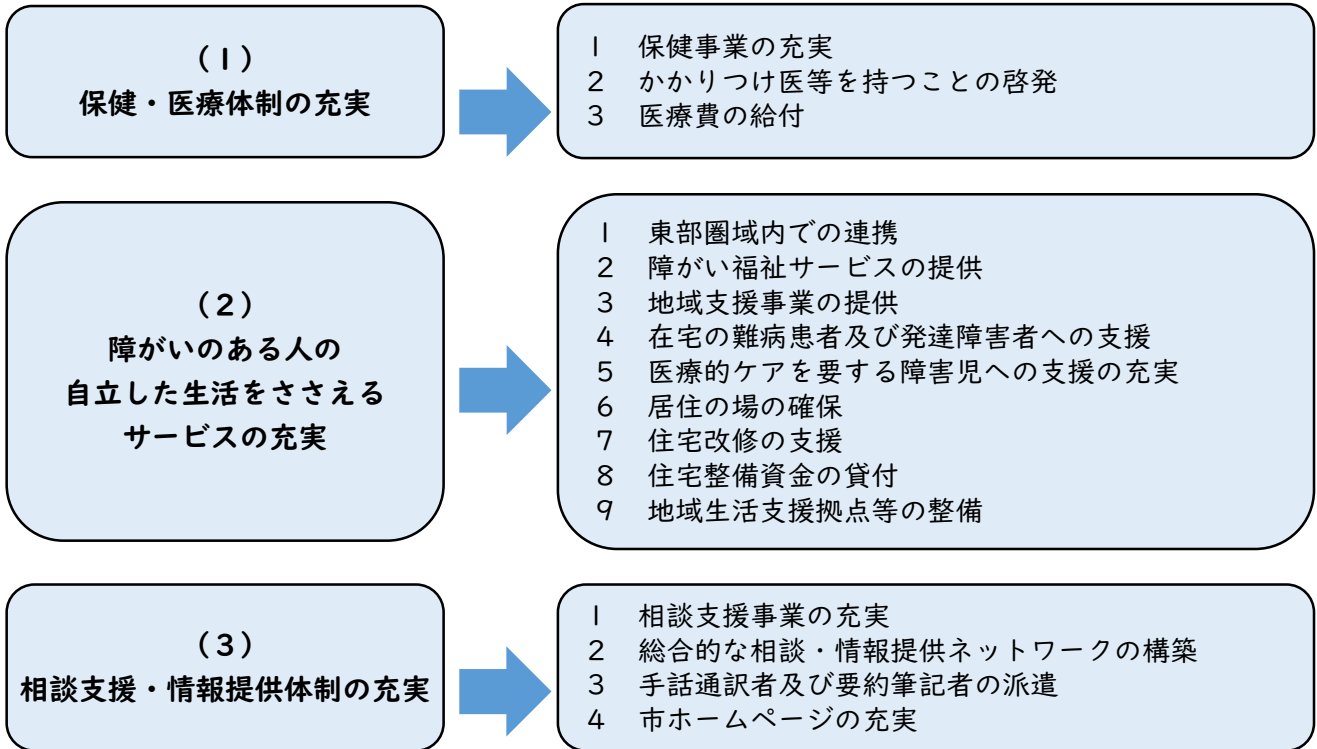 (1)
保健・医療体制の充実
1 保健事業の充実
2 かかりつけ医等を持つことの啓発
3 医療費の給付
(2)
障がいのある人の
自立した生活をささえる
サービスの充実
1 東部圏域内での連携
2 障がい福祉サービスの提供
3 地域支援事業の提供
4 在宅の難病患者及び発達障害者への支援
5 医療的ケアを要する障害児への支援の充実
6 居住の場の確保
7 住宅改修の支援
8 住宅整備資金の貸付
9 地域生活支援拠点等の整備
(3)
相談支援・情報提供体制の充実
1 相談支援事業の充実
2 総合的な相談・情報提供ネットワークの構築
3 手話通訳者及び要約筆記者の派遣
4 市ホームページの充実